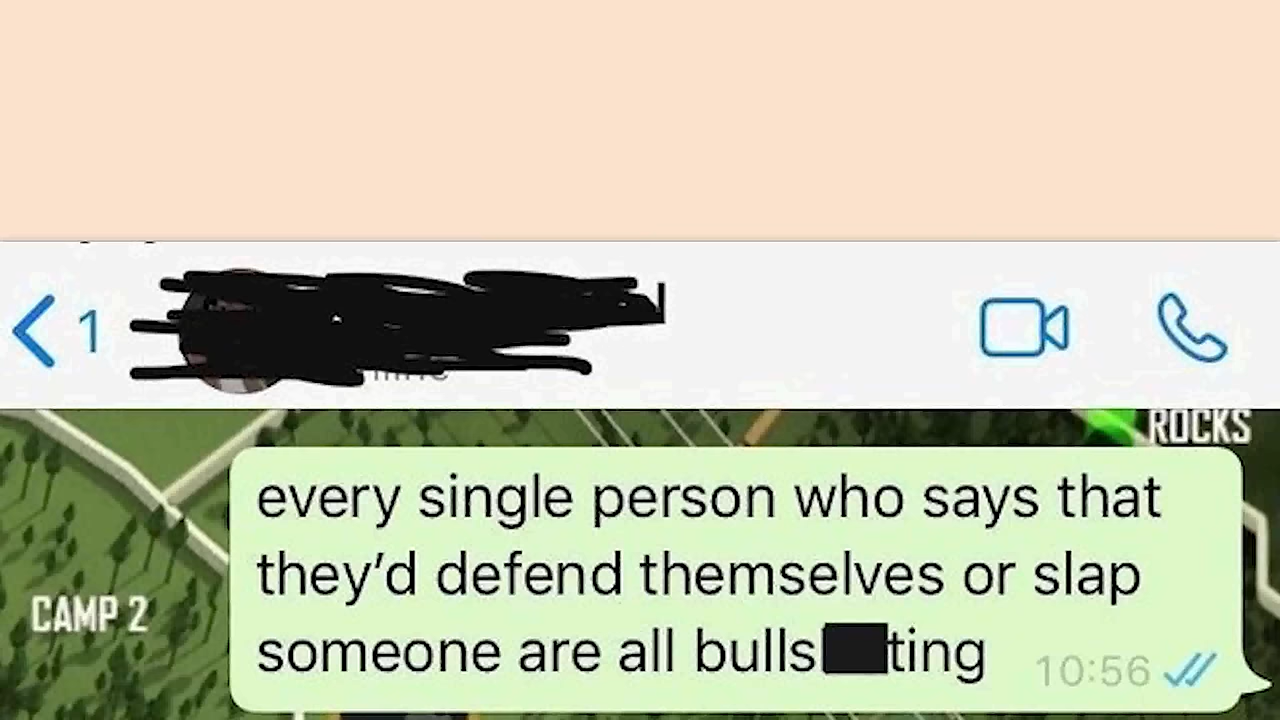 1
ROCKS
every single person who says that
they'd defend themselves or slap
CAMP 2
someone are all bulls ting
10:56